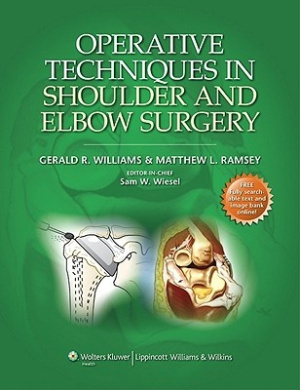 OPERATIVE
TECHNIQUES IN
SHOULDER AND
ELBOW SURGERY
GERALD R. WILLIAMS & MATTHEW L. RAMSEY
EDITOR-IN-CHIEF
Sam W. Wiesel
FREE
Fully search-
able text and
image bank
online!
Wolters Kluwer | Lippincott Williams & Wilkins
Health